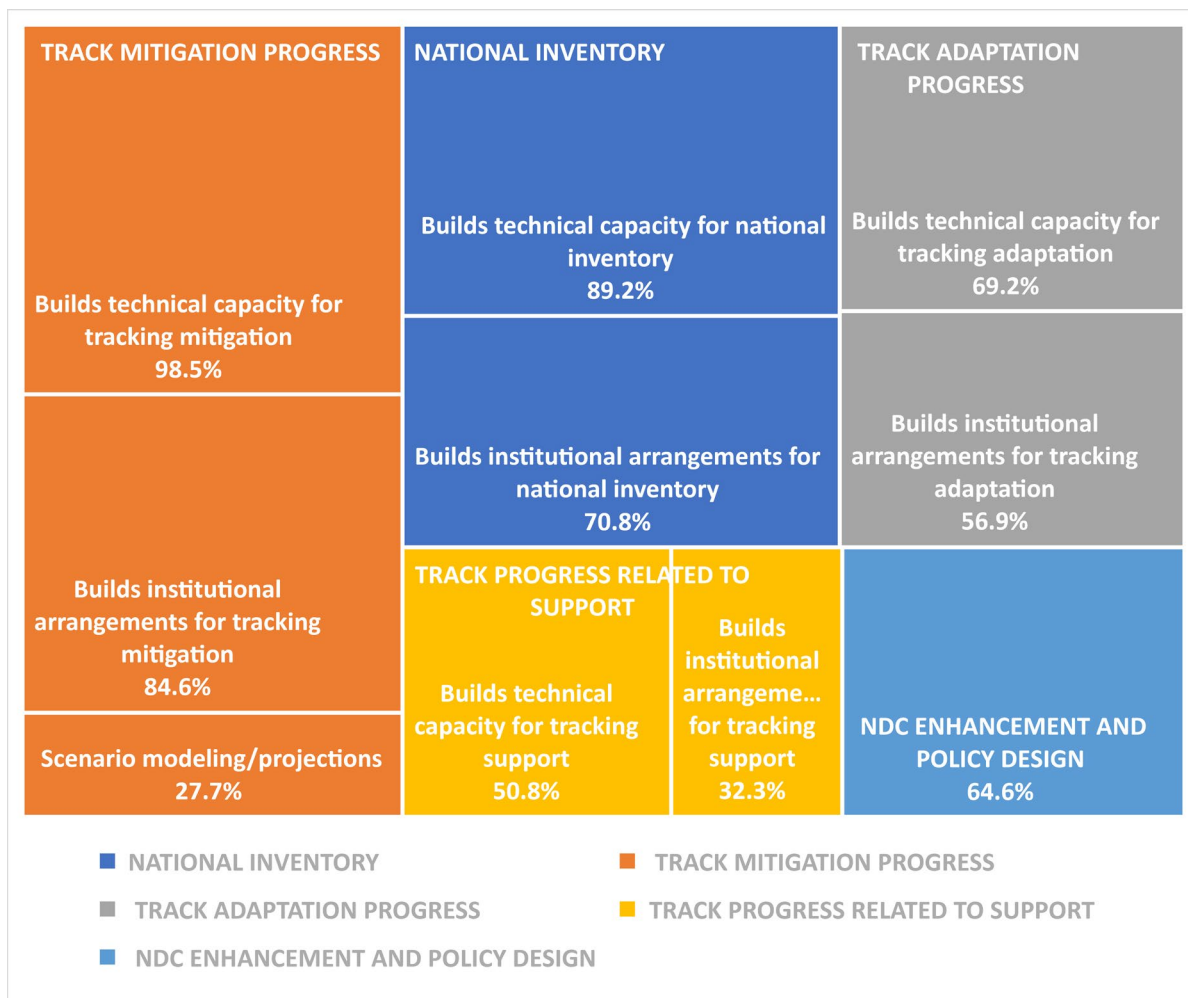 TRACK MITIGATION PROGRESS
Builds technical capacity for
tracking mitigation
98.5%
Builds institutional
arrangements for tracking
mitigation
84.6%
Scenario modeling/projections
27.7%
NATIONAL INVENTORY
Builds technical capacity for national
inventory
89.2%
Builds institutional arrangements for
national inventory
70.8%
TRACK PROGRESS RELATED TO
SUPPORT
Builds technical
capacity for tracking
support
50.8%
Builds
institutional
arrangeme...
for tracking
support
32.3%
TRACK ADAPTATION
PROGRESS
Builds technical capacity for
tracking adaptation
69.2%
Builds institutional
arrangements for tracking
adaptation
56.9%
NDC ENHANCEMENT AND
POLICY DESIGN
64.6%
NATIONAL INVENTORY
TRACK MITIGATION PROGRESS
TRACK ADAPTATION PROGRESS
TRACK PROGRESS RELATED TO SUPPORT
NDC ENHANCEMENT AND POLICY DESIGN